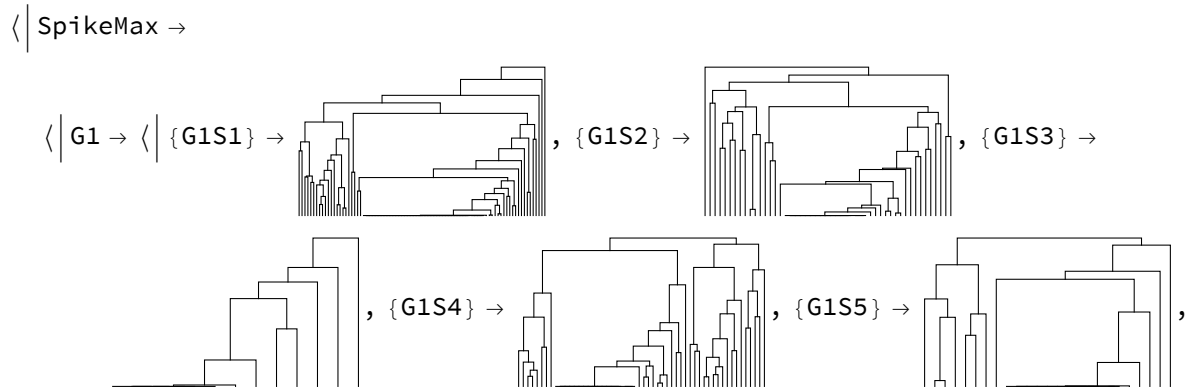 〈| SpikeMax →
〈| G1 → 〈| {G1S1} → , {G1S2} → , {G1S3} →
, {G1S4} → , {G1S5} → ,